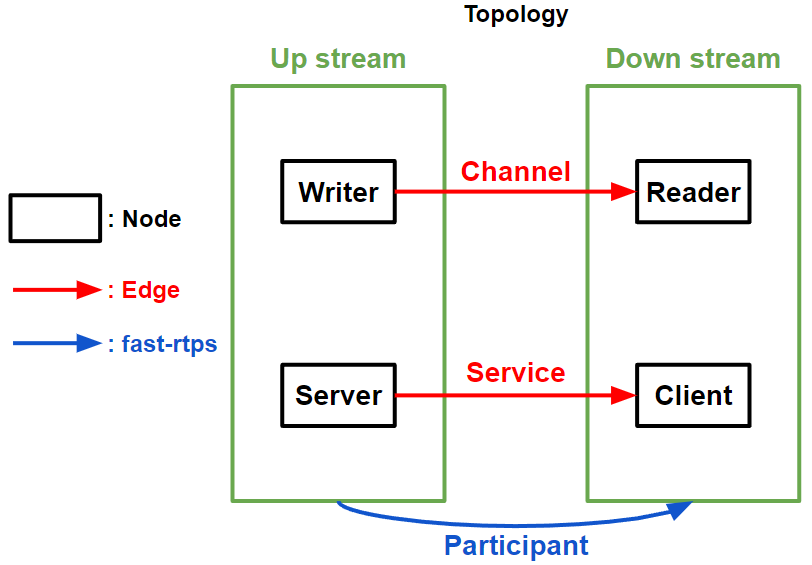 Topology
Up stream
Down stream
Writer
Channel
Reader
: Node
: Edge
: fast-rtps
Server
Service
Client
Participant